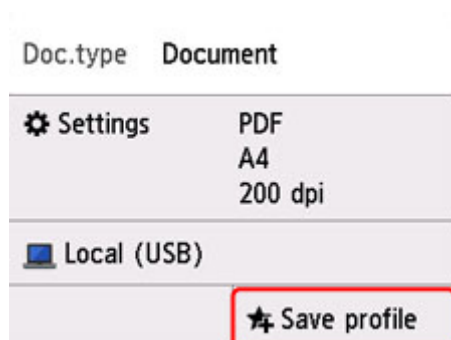 Doc.type Document
Settings PDF
A4
200 dpi
Local (USB)
Save profile